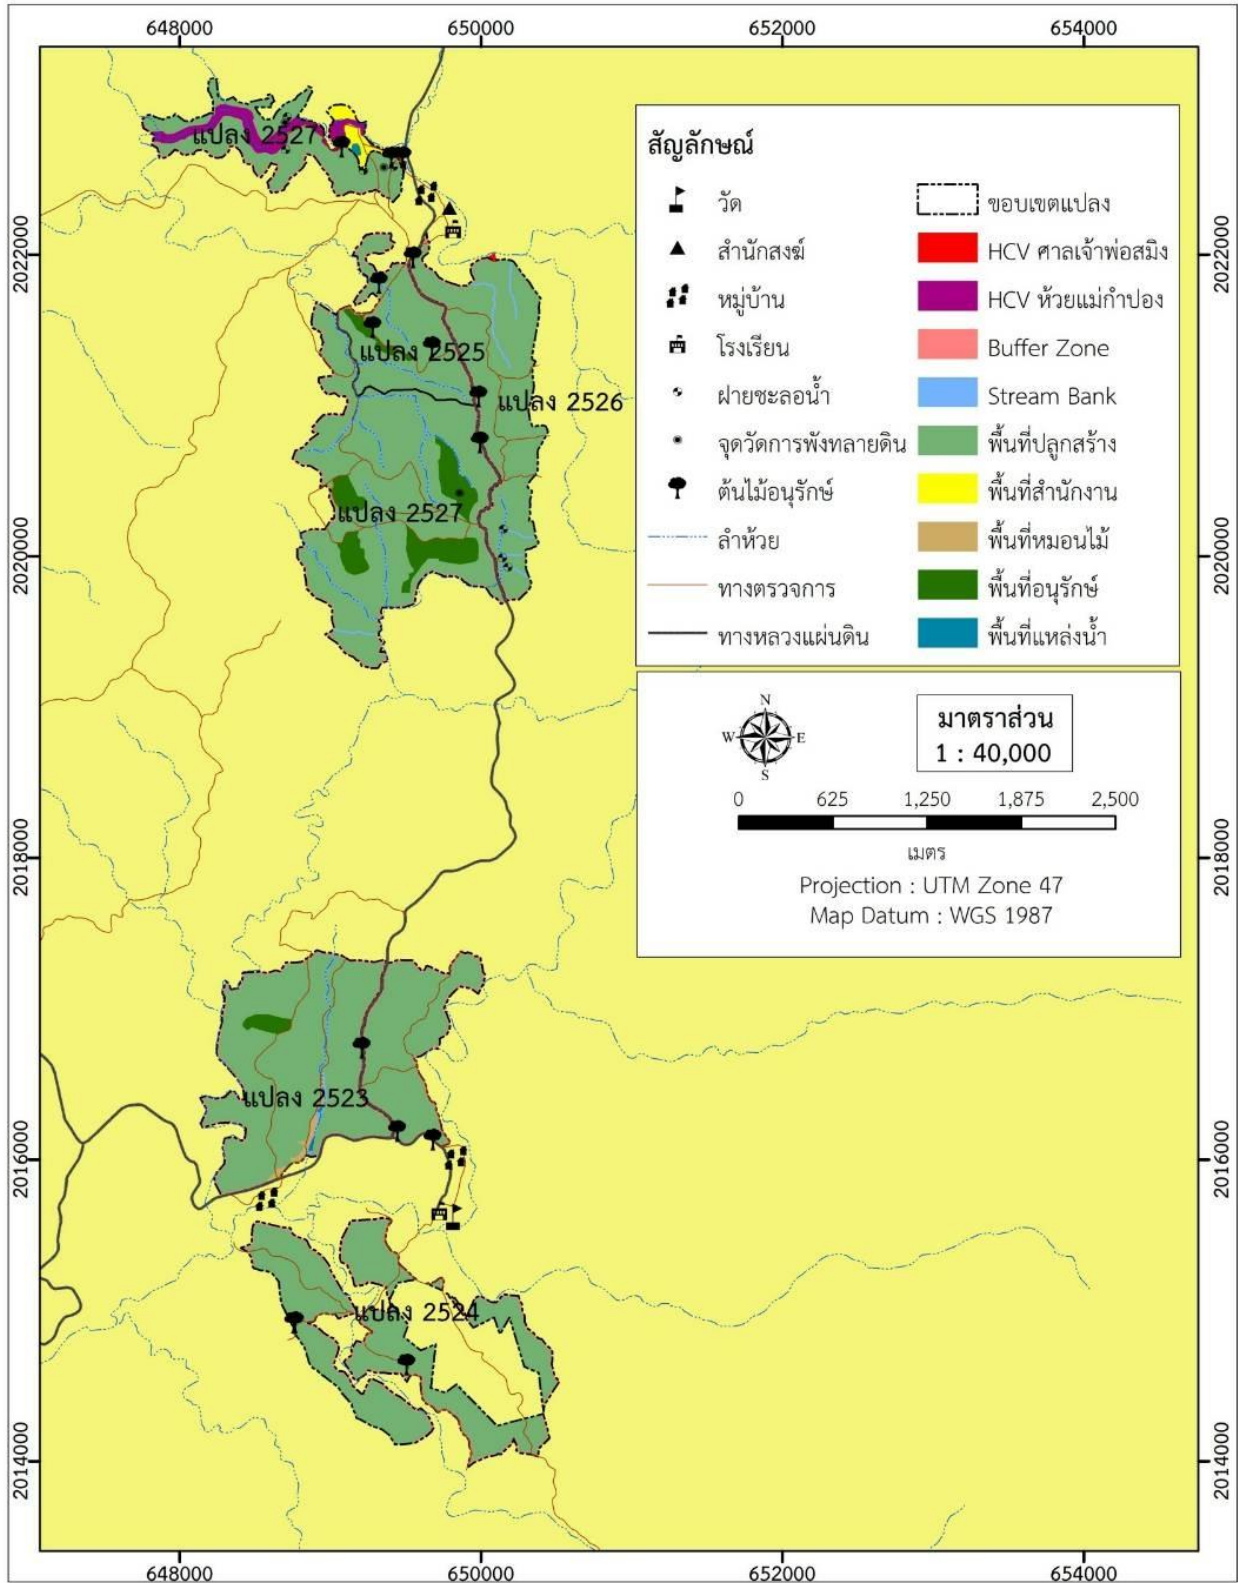 648000 650000 652000 654000
2022000 2022000
2020000 2020000
2018000 2018000
2016000 2016000
2014000 2014000
แปลง 2527
แปลง 2525
แปลง 2526
แปลง 2527
แปลง 2523
แปลง 2524
สัญลักษณ์
วัด
สำนักสงฆ์
หมู่บ้าน
โรงเรียน
ฝายชะลอน้ำ
จุดวัดการพังทลายดิน
ต้นไม้อนุรักษ์
ลำห้วย
ทางตรวจการ
ทางหลวงแผ่นดิน
ขอบเขตแปลง
HCV ศาลเจ้าพ่อสมิง
HCV ห้วยแม่กำปอง
Buffer Zone
Stream Bank
พื้นที่ปลูกสร้าง
พื้นที่สำนักงาน
พื้นที่หมอนไม้
พื้นที่อนุรักษ์
พื้นที่แหล่งน้ำ
N
W E
S
มาตราส่วน
1 : 40,000
0 625 1,250 1,875 2,500
เมตร
Projection : UTM Zone 47
Map Datum : WGS 1987
648000 650000 652000 654000